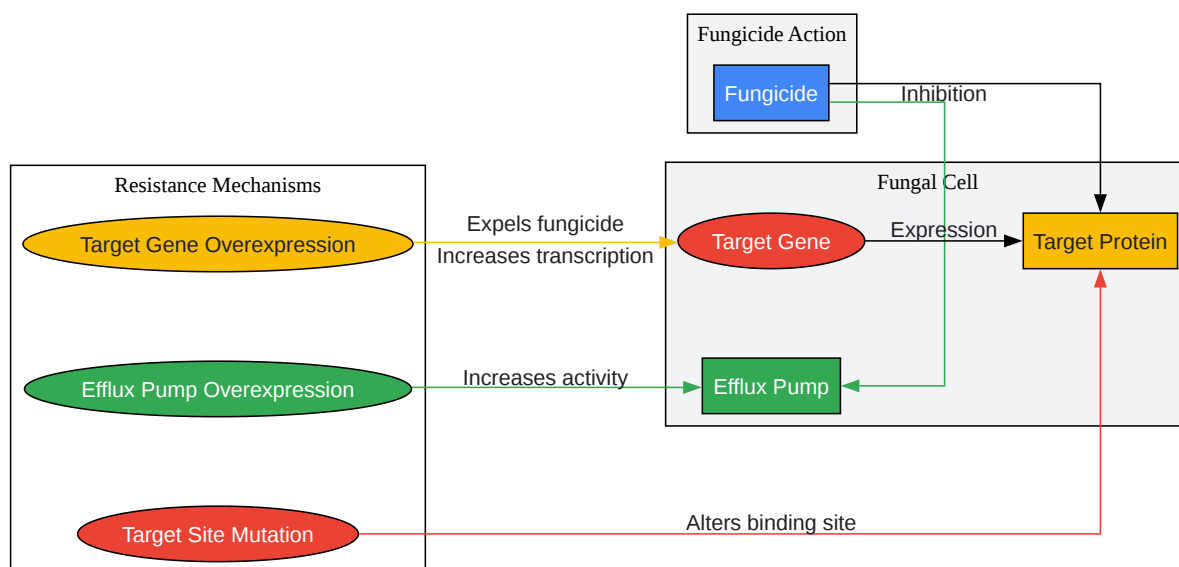 Fungicide Action
Fungicide
Inhibition
Resistance Mechanisms
Fungal Cell
Target Gene Overexpression
Expels fungicide
Increases transcription
Target Gene
Expression
Target Protein
Efflux Pump Overexpression
Increases activity
Efflux Pump
Target Site Mutation
Alters binding site